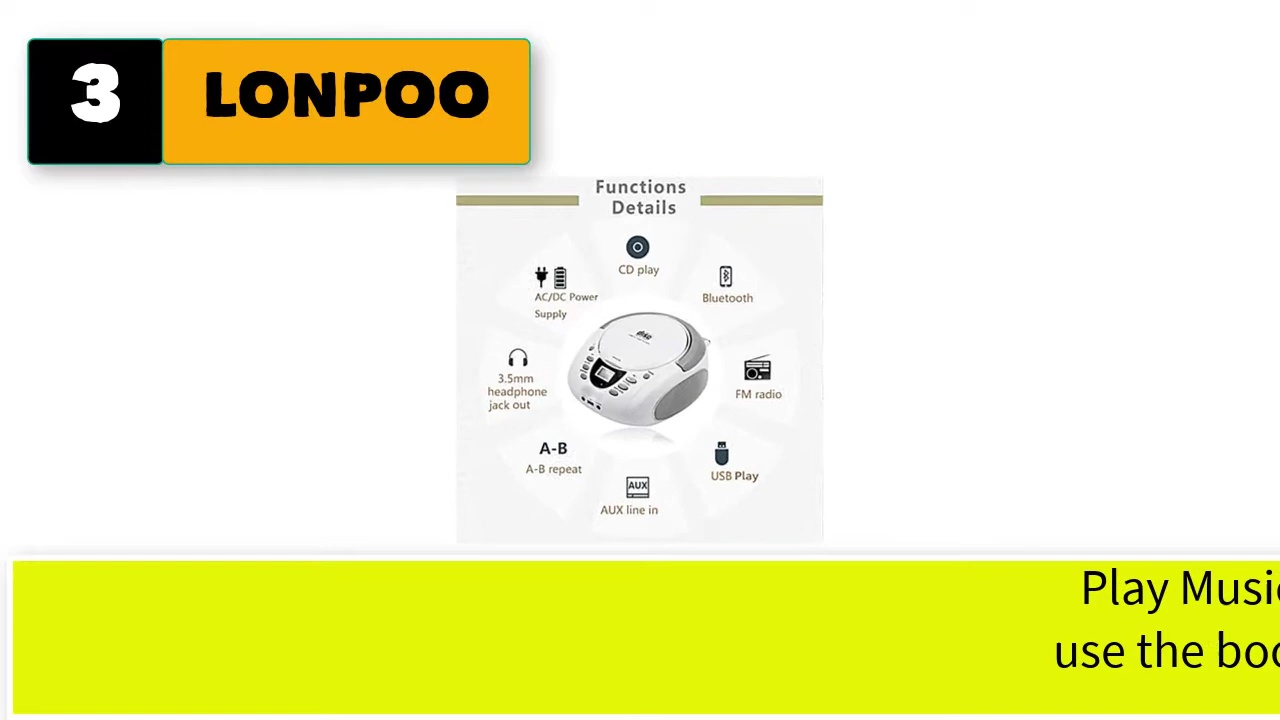 3 LONPOO
Functions
Details
CD play
AC/DC Power
Supply
Bluetooth
3.5mm
headphone
jack out
FM radio
A-B
A-B repeat
USB Play
AUX
AUX line in
Play Music
use the boo